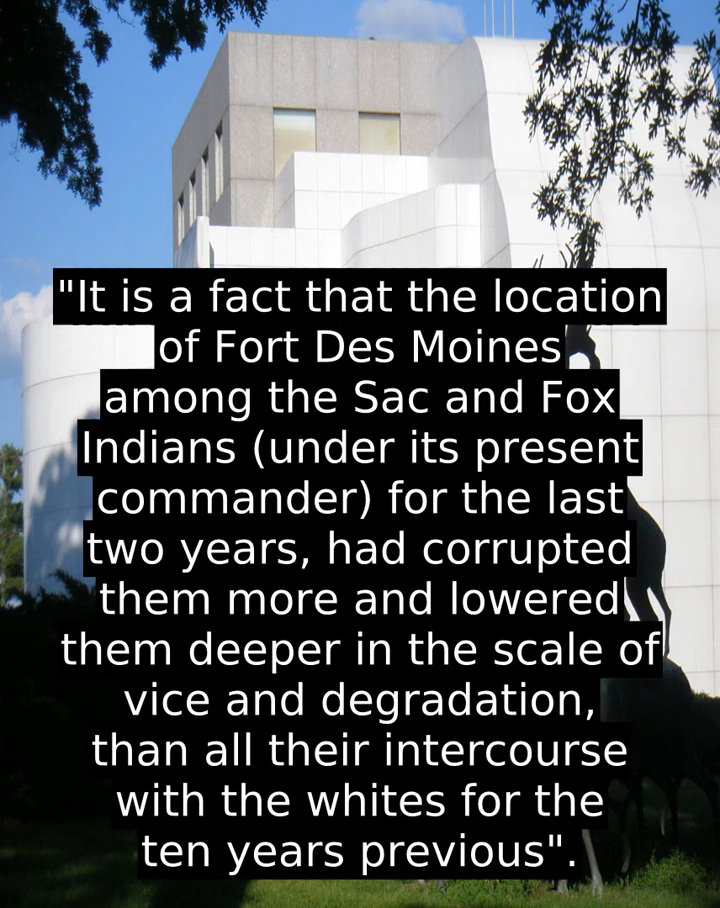 "It is a fact that the location
of Fort Des Moines
among the Sac and Fox
Indians (under its present
commander) for the last
two years, had corrupted
them more and lowered
them deeper in the scale of
vice and degradation,
than all their intercourse
with the whites for the
ten years previous".